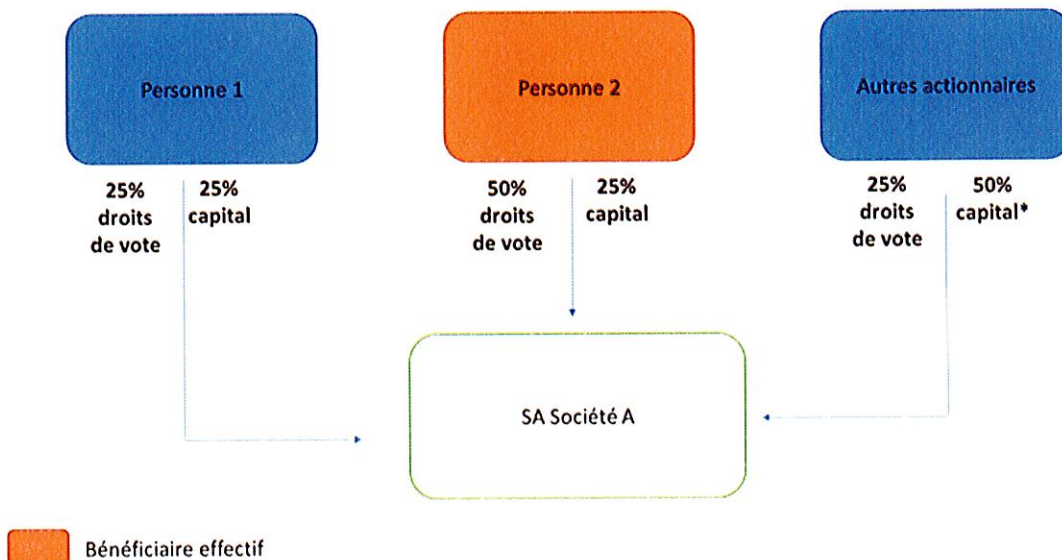 Personne 1
Personne 2
Autres actionnaires
25%
droits
de vote
25%
capital
50%
droits
de vote
25%
capital
25%
droits
de vote
50%
capital*
SA Société A
Bénéficiaire effectif